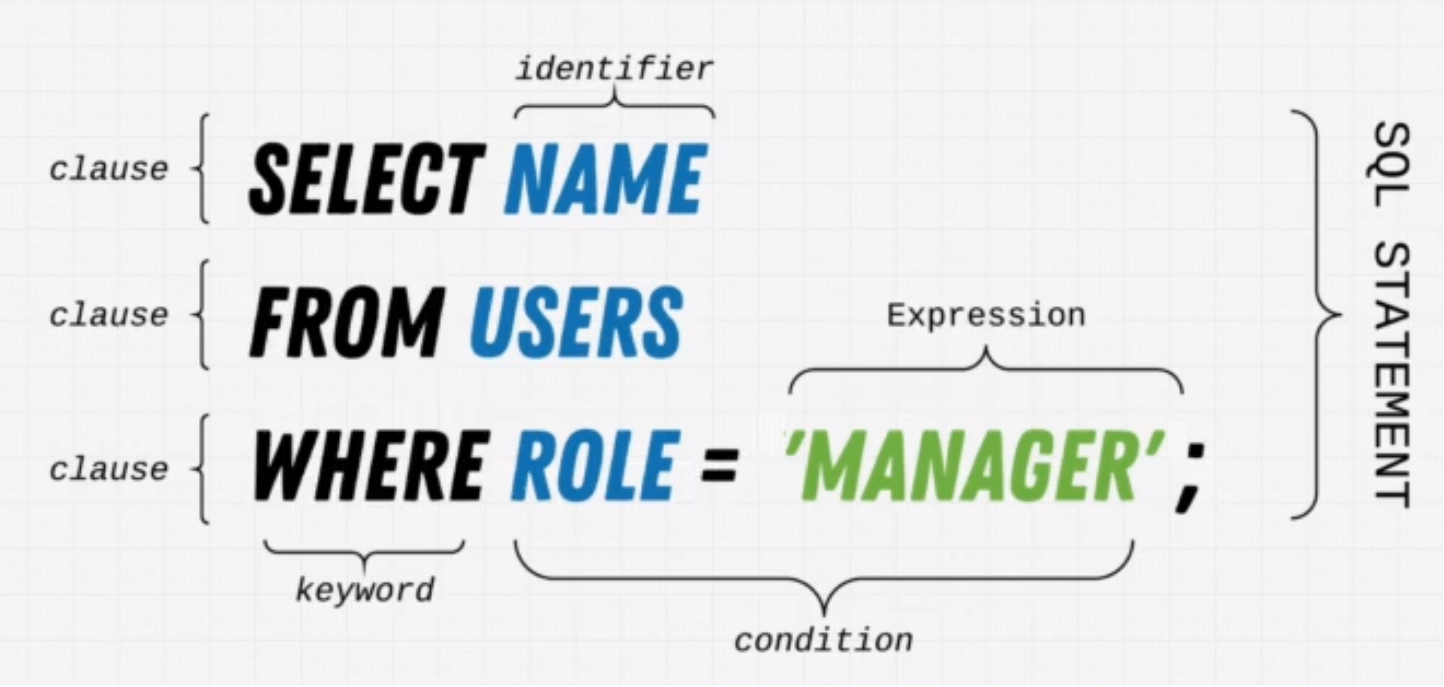 identifier
clause SELECT NAME
clause FROM USERS
Expression
clause WHERE ROLE = 'MANAGER' ;
keyword
condition
SQL STATEMENT